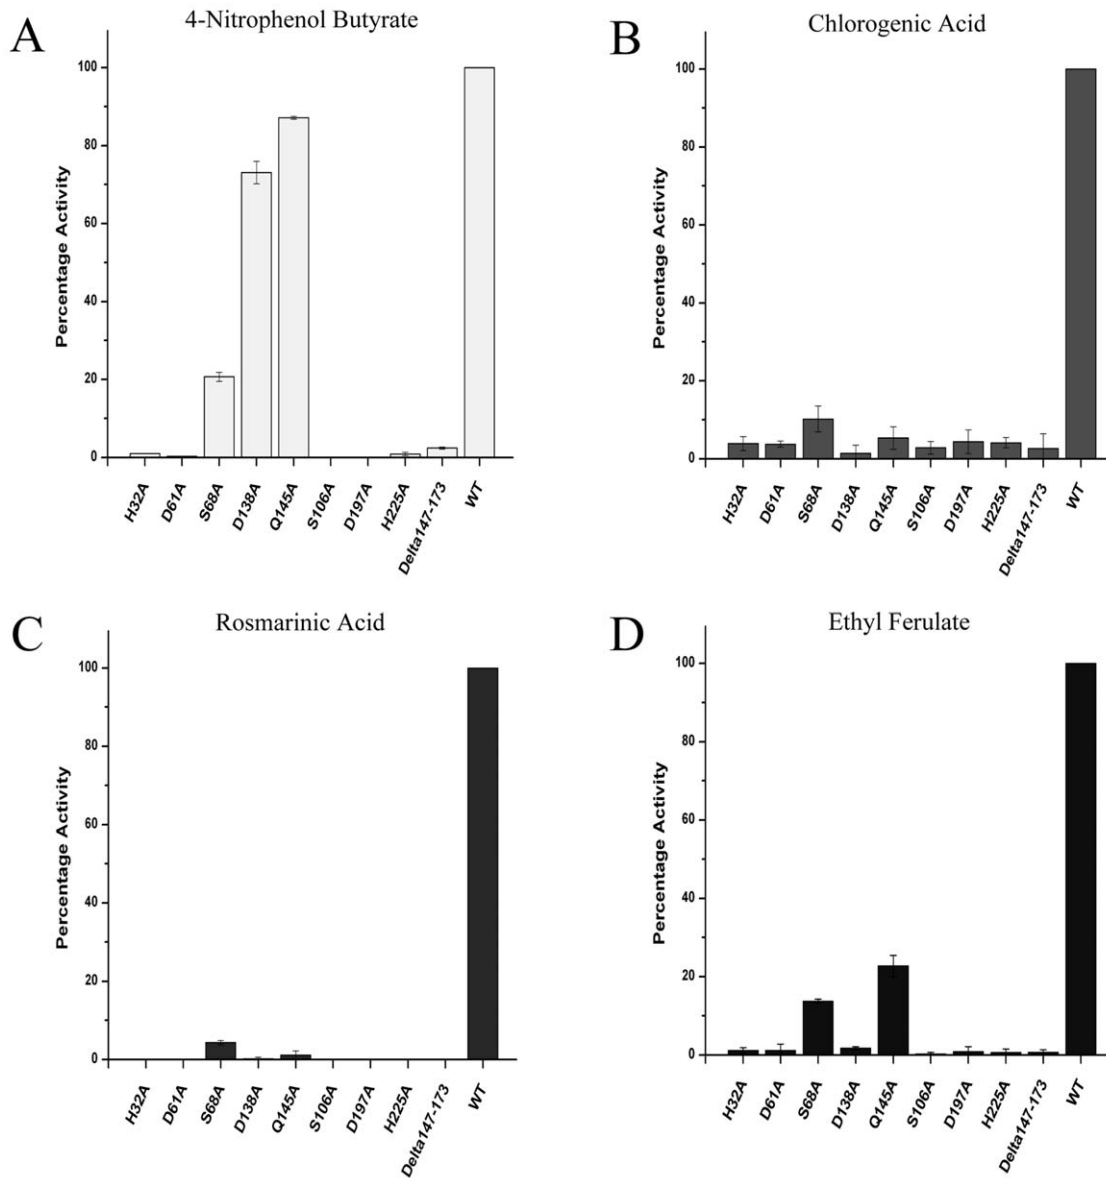 A
4-Nitrophenol Butyrate
Percentage Activity
100
80
60
40
20
0
H32A
D61A
S68A
D138A
Q145A
S106A
D197A
H225A
Delta147-173
WT
B
Chlorogenic Acid
Percentage Activity
100
80
60
40
20
0
H32A
D61A
S68A
D138A
Q145A
S106A
D197A
H225A
Delta147-173
WT
C
Rosmarinic Acid
Percentage Activity
100
80
60
40
20
0
H32A
D61A
S68A
D138A
Q145A
S106A
D197A
H225A
Delta147-173
WT
D
Ethyl Ferulate
Percentage Activity
100
80
60
40
20
0
H32A
D61A
S68A
D138A
Q145A
S106A
D197A
H225A
Delta147-173
WT